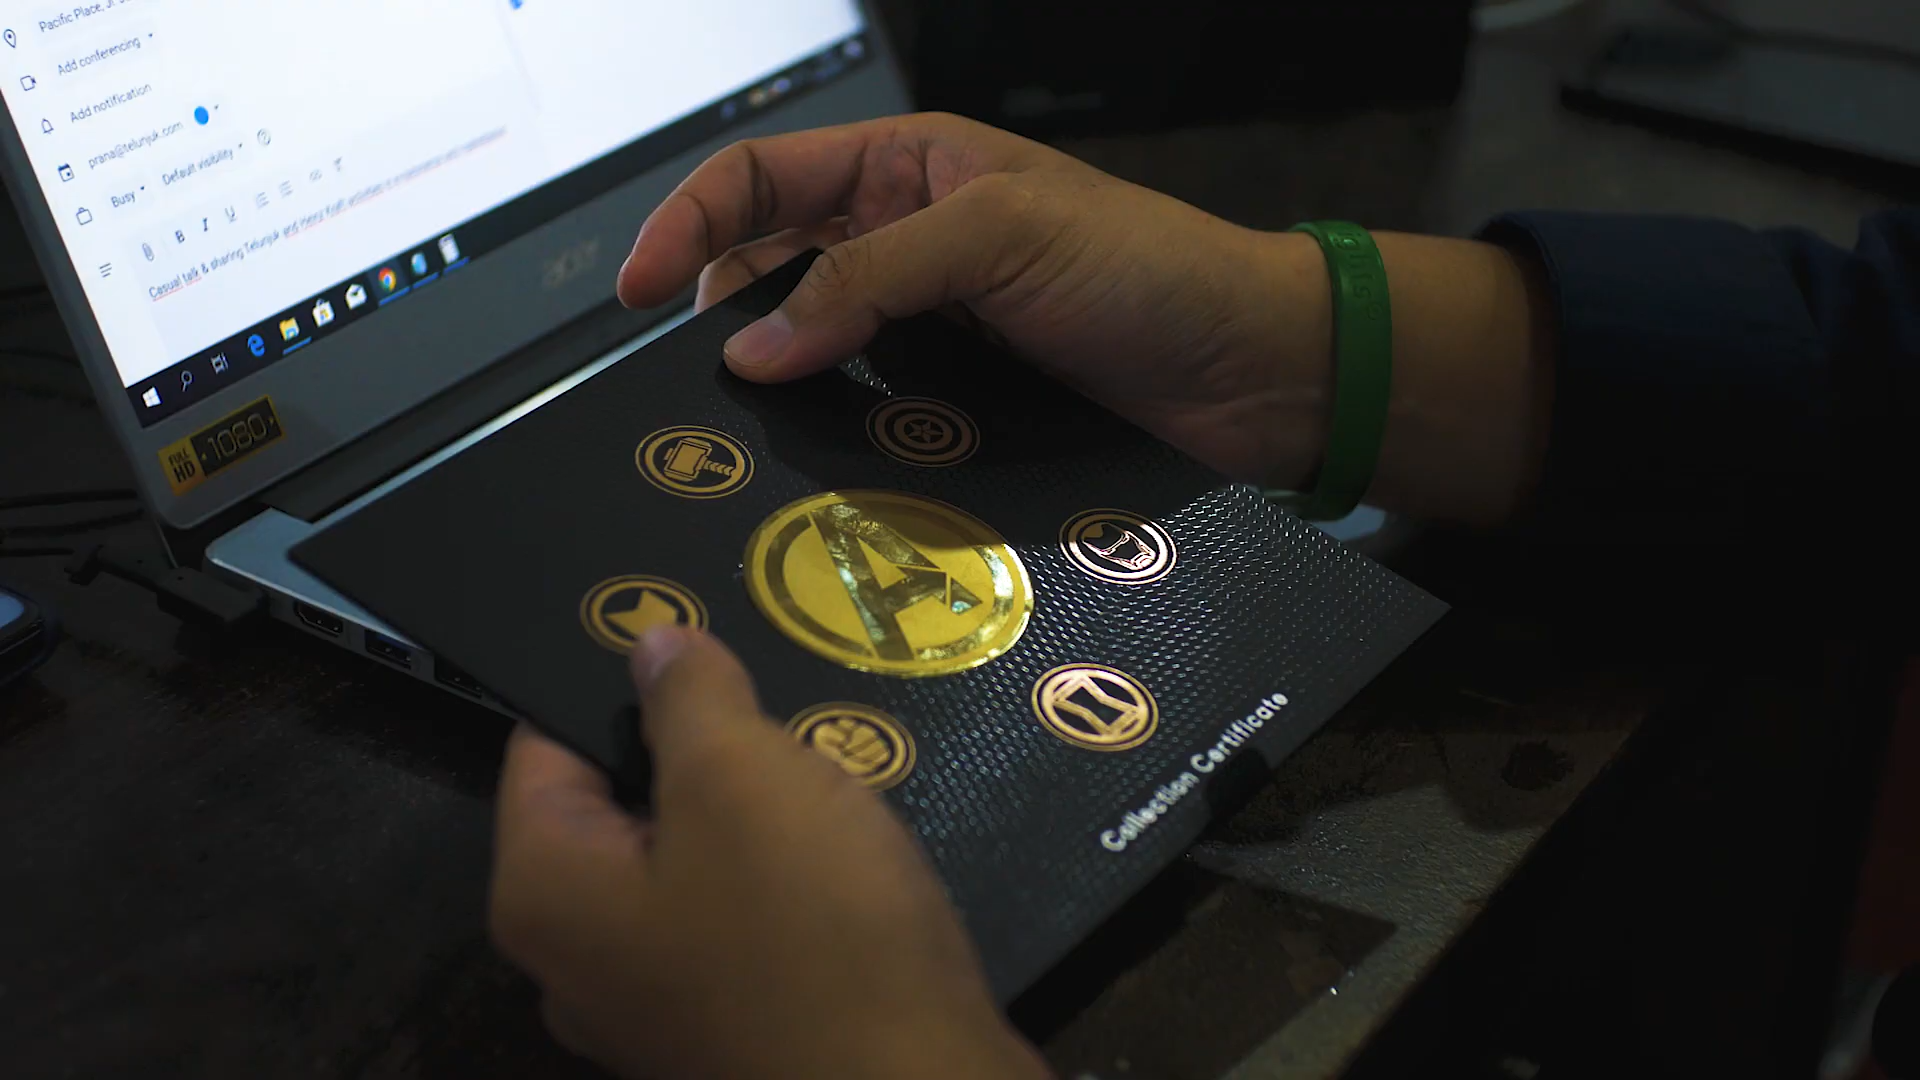 Pacific Place, Jl.
Add conferencing
Add notification
prana@telunjuk.com
Busy
Default visibility
B I U
Casual talk & sharing Telunjuk and
acer
FULL HD 1080
A
Collection Certificate